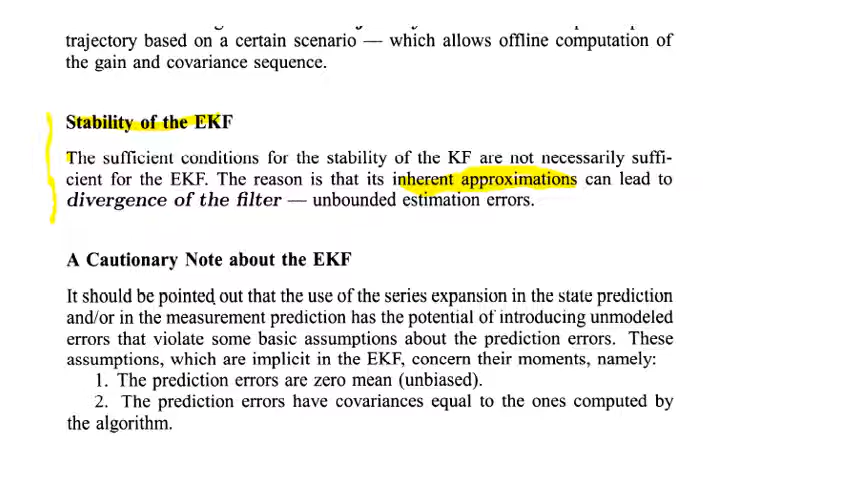 trajectory based on a certain scenario — which allows offline computation of
the gain and covariance sequence.
Stability of the EKF
The sufficient conditions for the stability of the KF are not necessarily suffi-
cient for the EKF. The reason is that its inherent approximations can lead to
divergence of the filter — unbounded estimation errors.
A Cautionary Note about the EKF
It should be pointed out that the use of the series expansion in the state prediction
and/or in the measurement prediction has the potential of introducing unmodeled
errors that violate some basic assumptions about the prediction errors. These
assumptions, which are implicit in the EKF, concern their moments, namely:
1. The prediction errors are zero mean (unbiased).
2. The prediction errors have covariances equal to the ones computed by
the algorithm.